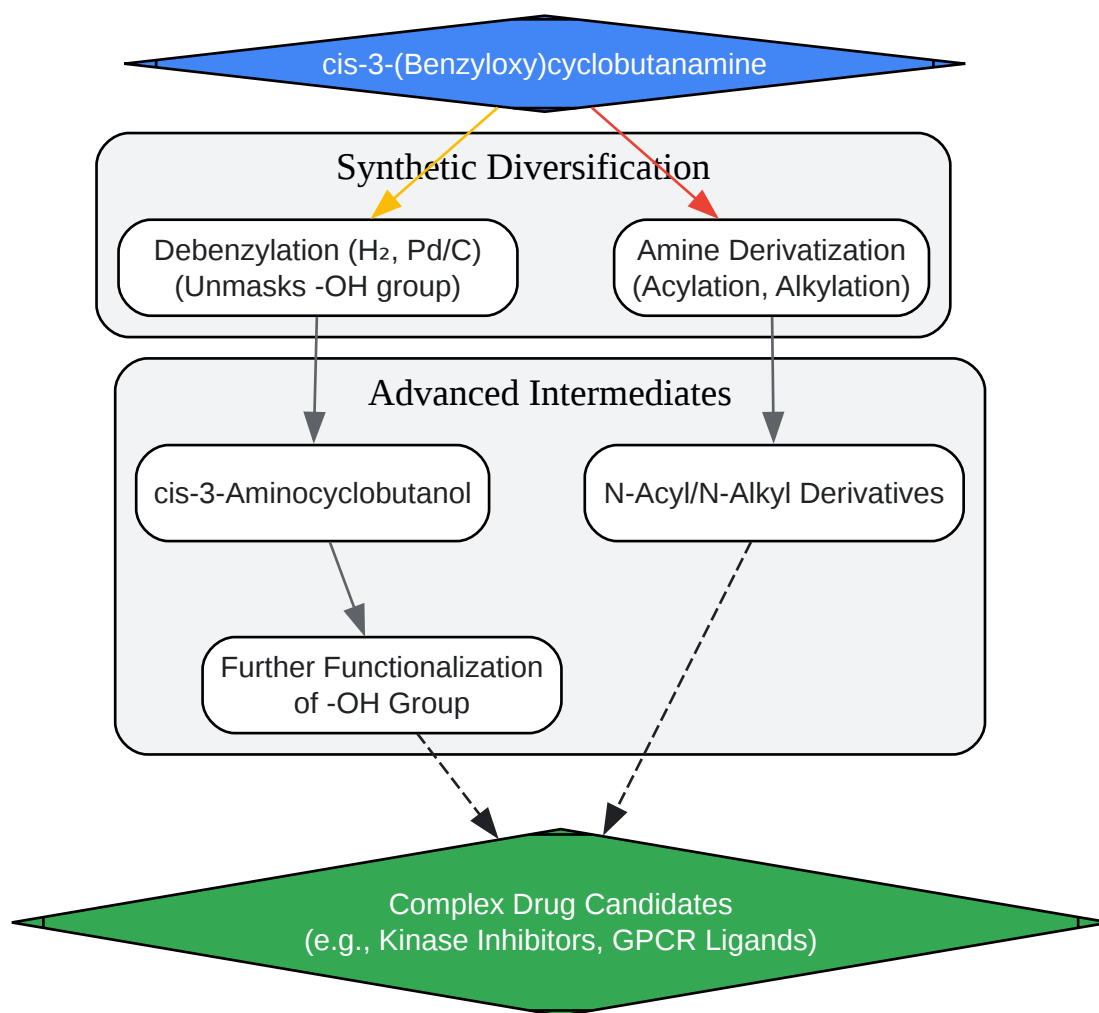 cis-3-(Benzyloxy)cyclobutanamine
Synthetic Diversification
Debenzylation (H₂, Pd/C)
(Unmasks -OH group)
Amine Derivatization
(Acylation, Alkylation)
Advanced Intermediates
cis-3-Aminocyclobutanol
N-Acyl/N-Alkyl Derivatives
Further Functionalization
of -OH Group
Complex Drug Candidates
(e.g., Kinase Inhibitors, GPCR Ligands)